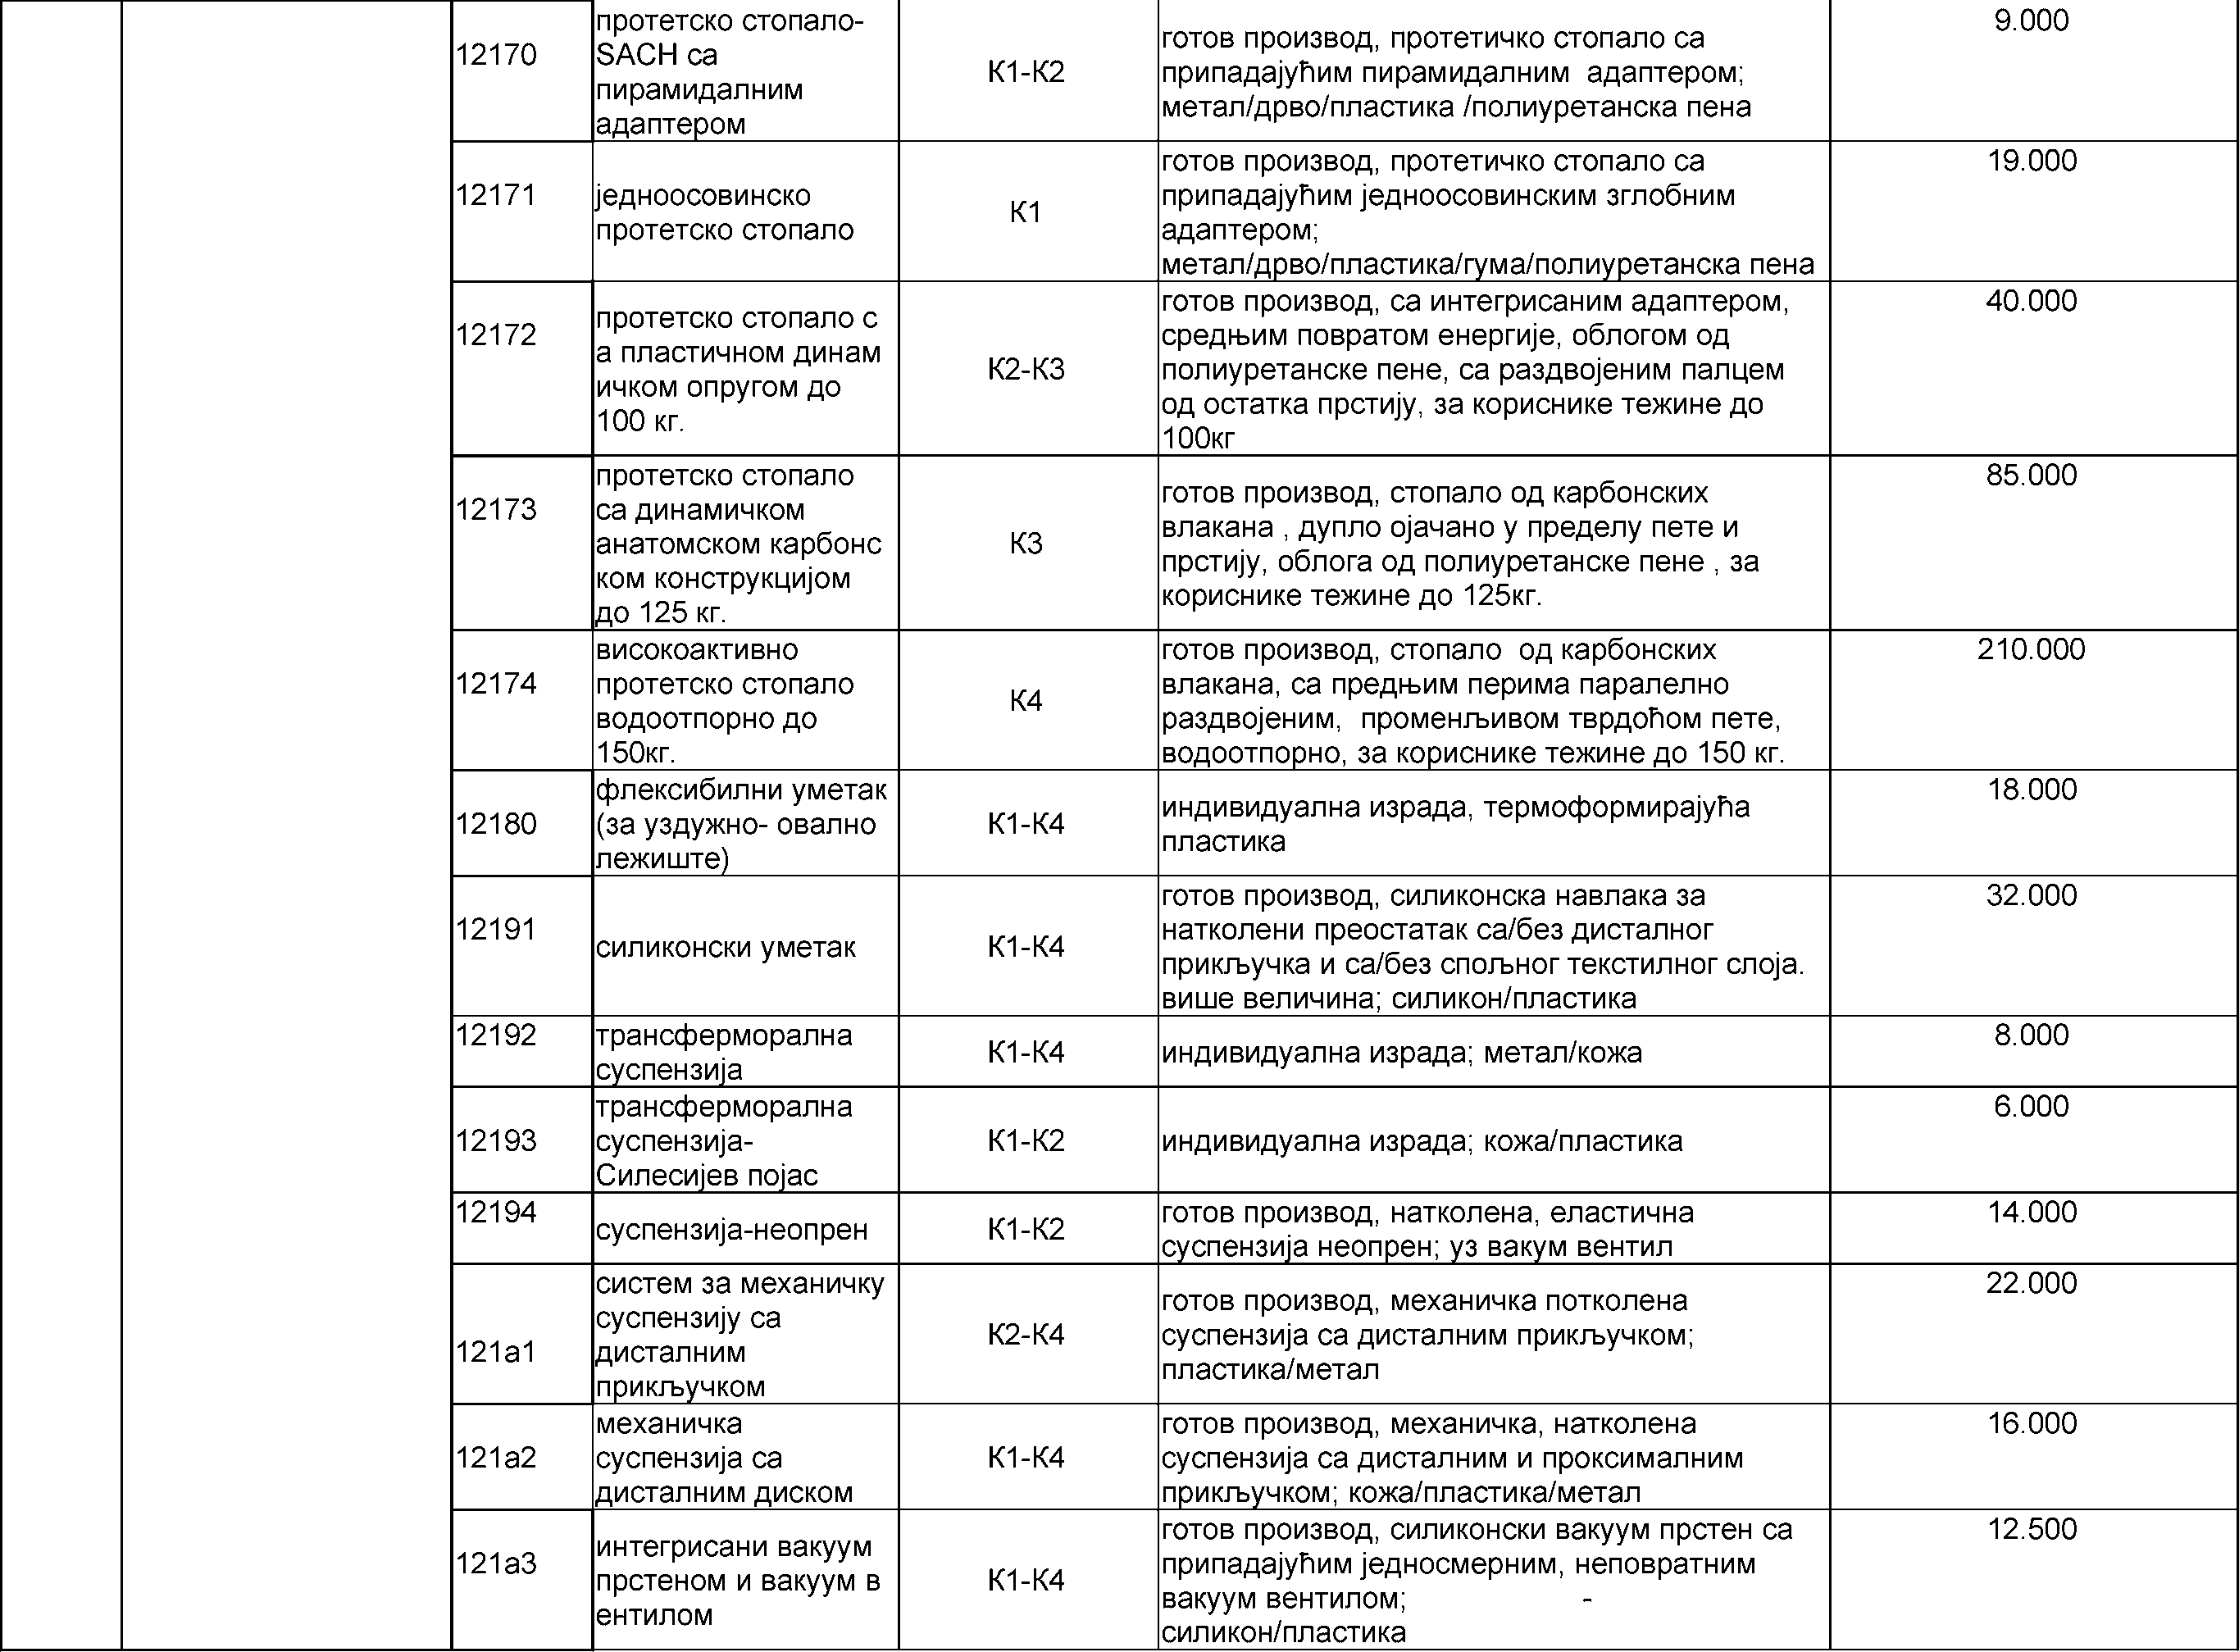 12170
протетско стопало-
SACH са
пирамидалним
адаптером
К1-К2
готов производ, протетичко стопало са
припадајућим пирамидалним  адаптером;
метал/дрво/пластика /полиуретанска пена
9.000
12171
једноосовинско
протетско стопало
К1
готов производ, протетичко стопало са
припадајућим једноосовинским зглобним
адаптером;
метал/дрво/пластика/гума/полиуретанска пена
19.000
12172
протетско стопало с
а пластичном динам
ичком опругом до
100 кг.
К2-К3
готов производ, са интегрисаним адаптером,
средњим повратом енергије, облогом од
полиуретанске пене, са раздвојеним палцем
од остатка прстију, за кориснике тежине до
100кг
40.000
12173
протетско стопало
са динамичком
анатомском карбонс
ком конструкцијом
до 125 кг.
К3
готов производ, стопало од карбонских
влакана , дупло ојачано у пределу пете и
прстију, облога од полиуретанске пене , за
кориснике тежине до 125кг.
85.000
12174
високоактивно
протетско стопало
водоотпорно до
150кг.
К4
готов производ, стопало  од карбонских
влакана, са предњим перима паралелно
раздвојеним,  променљивом тврдоћом пете,
водоотпорно, за кориснике тежине до 150 кг.
210.000
12180
флексибилни уметак
(за уздужно- овално
лежиште)
К1-К4
индивидуална израда, термоформирајућа
пластика
18.000
12191
силиконски уметак
К1-К4
готов производ, силиконска навлака за
натколени преостатак са/без дисталног
прикључка и са/без спољног текстилног слоја.
више величина; силикон/пластика
32.000
12192
трансферморална
суспензија
К1-К4
индивидуална израда; метал/кожа
8.000
12193
трансферморална
суспензија-
Силесијев појас
К1-К2
индивидуална израда; кожа/пластика
6.000
12194
суспензија-неопрен
К1-К2
готов производ, натколена, еластична
суспензија неопрен; уз вакум вентил
14.000
121а1
систем за механичку
суспензију са
дисталним
прикључком
К2-К4
готов производ, механичка потколена
суспензија са дисталним прикључком;
пластика/метал
22.000
121а2
механичка
суспензија са
дисталним диском
К1-К4
готов производ, механичка, натколена
суспензија са дисталним и проксималним
прикључком; кожа/пластика/метал
16.000
121а3
интегрисани вакуум
прстеном и вакуум в
ентилом
К1-К4
готов производ, силиконски вакуум прстен са
припадајућим једносмерним, неповратним
вакуум вентилом; -
силикон/пластика
12.500